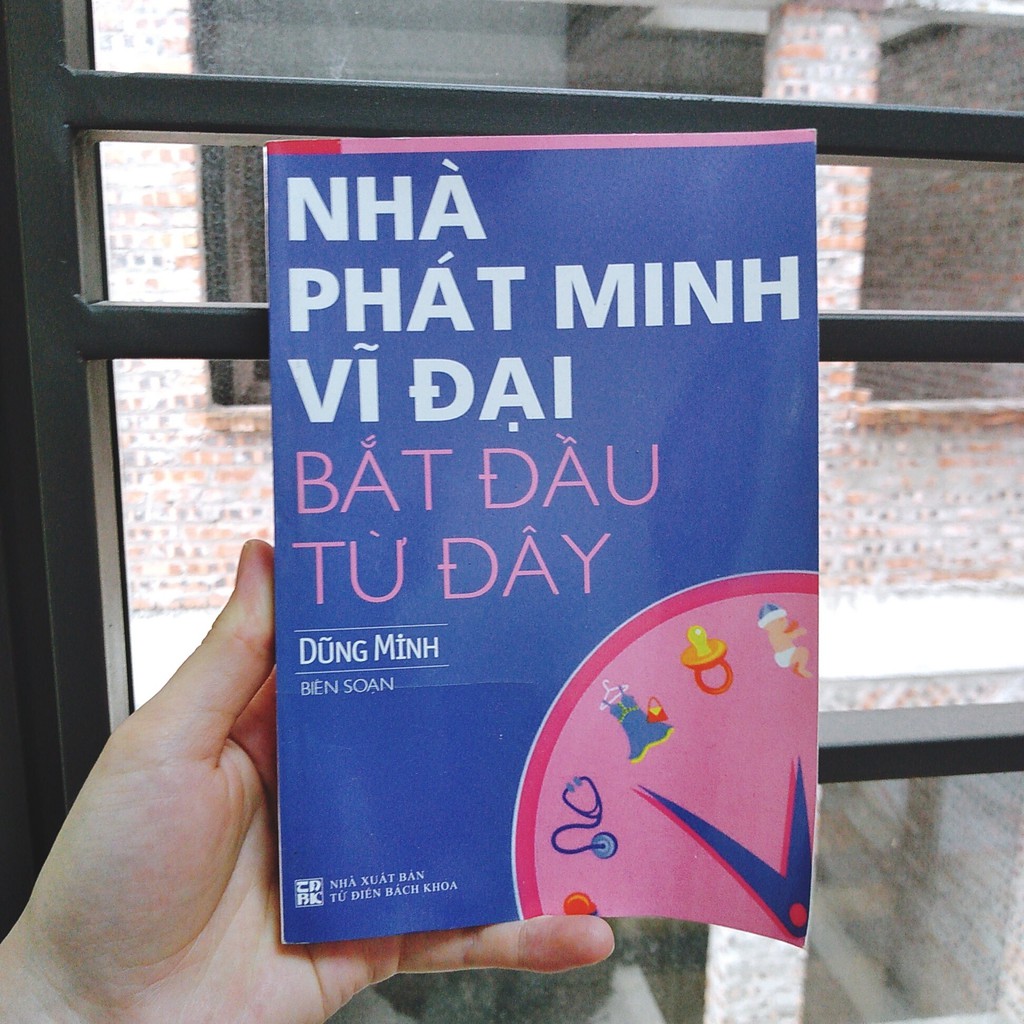 NHÀ
PHÁT MINH
VĨ ĐẠI
BẮT ĐẦU
TỪ ĐÂY
DŨNG MINH
BIÊN SOẠN
NHÀ XUẤT BẢN
TỪ ĐIỂN BÁCH KHOA